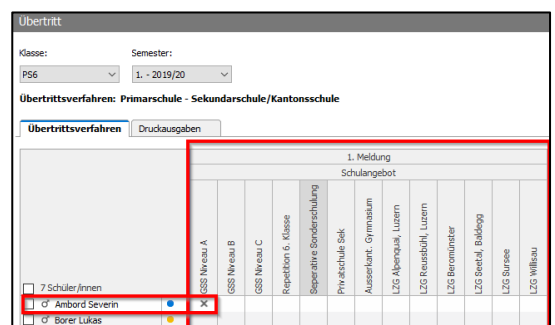 Übertritt
Klasse: Semester:
PS6 1. - 2019/20
Übertrittsverfahren: Primarschule - Sekundarschule/Kantonsschule
Übertrittsverfahren Druckausgaben
1. Meldung
Schulangebot
GSS Niveau A
GSS Niveau B
GSS Niveau C
Repetition 6. Klasse
Seperative Sonderschulung
Privatschule Sek
Ausserkant. Gymnasium
LZG Alpenquai, Luzern
LZG Reussbühl, Luzern
LZG Beromünster
LZG Seetal, Baldegg
LZG Sursee
LZG Willisau
7 Schüler/innen
♂ Ambord Severin X
♂ Borer Lukas